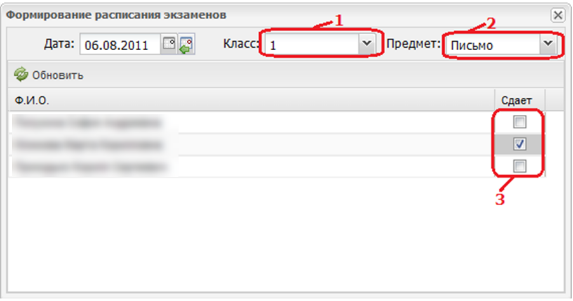 Формирование расписания экзаменов
1
2
Дата: 06.08.2011 Класс: 1 Предмет: Письмо
Обновить
Ф.И.О. Сдает
3